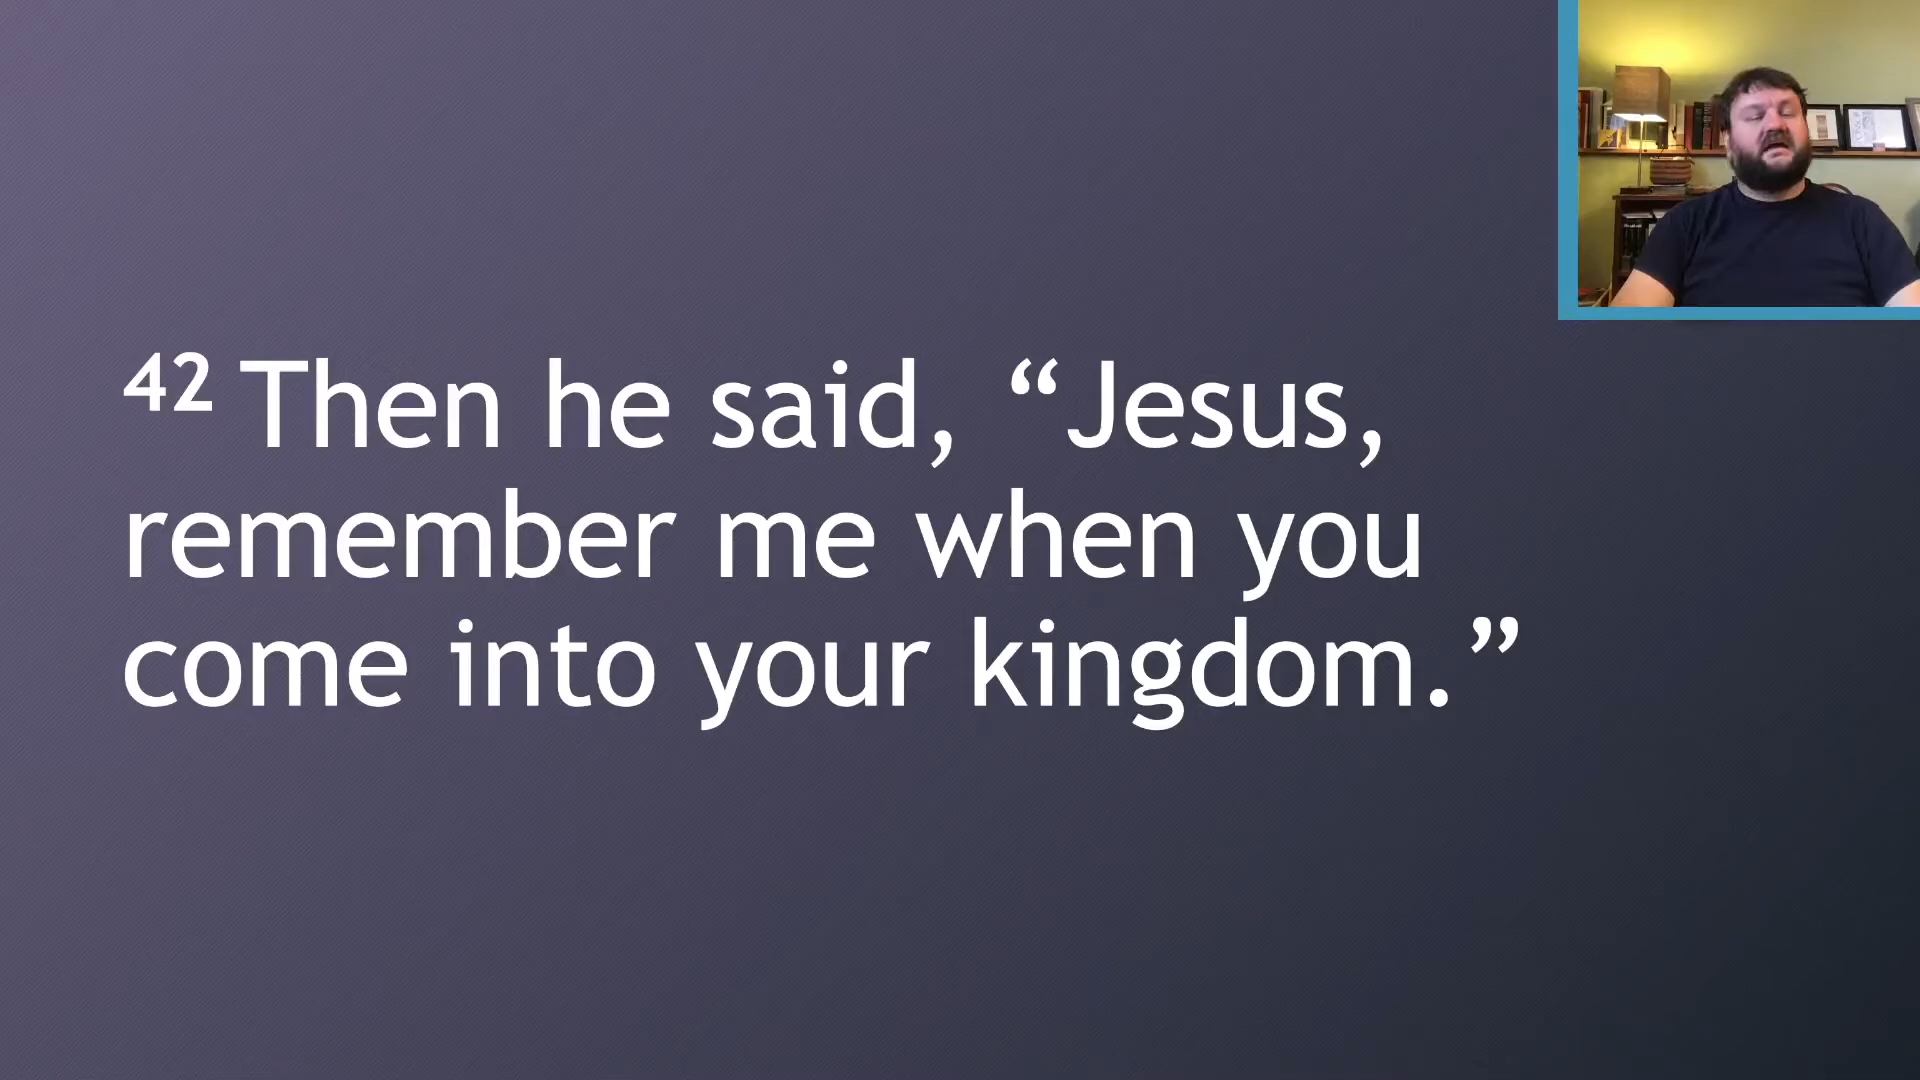 42 Then he said, “Jesus,
remember me when you
come into your kingdom.”